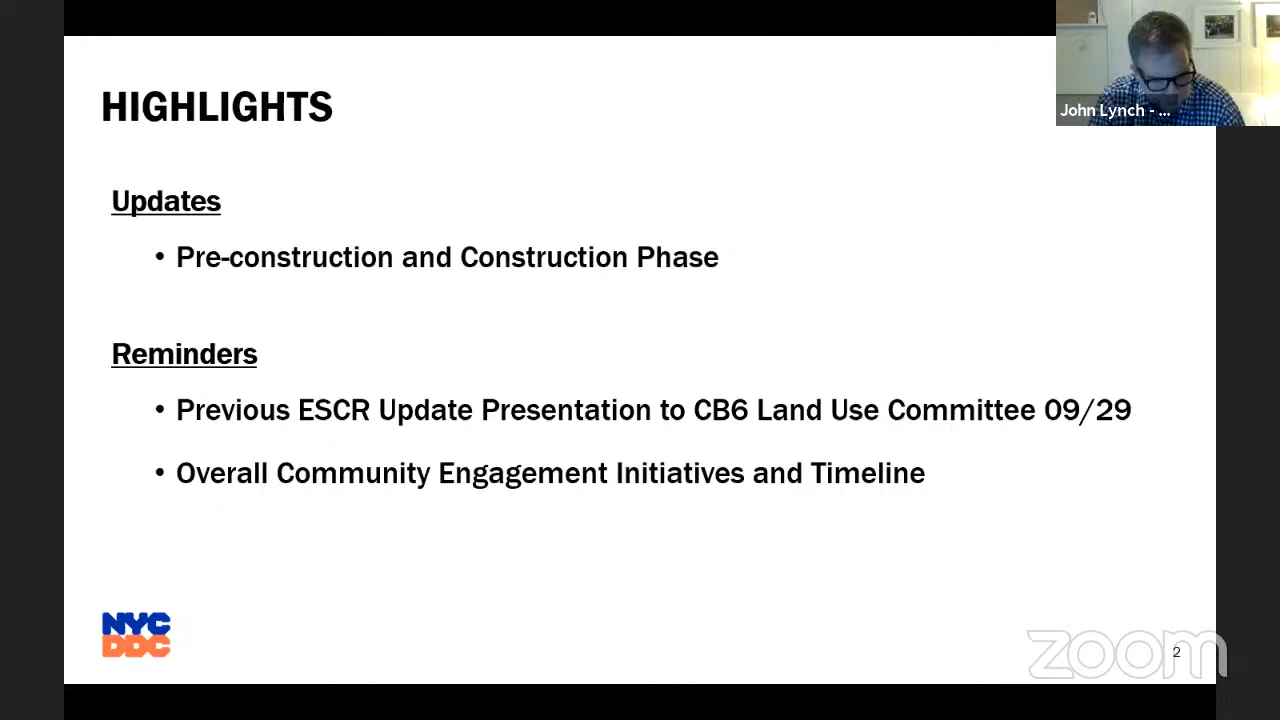 HIGHLIGHTS
John Lynch - ...
Updates
• Pre-construction and Construction Phase
Reminders
• Previous ESCR Update Presentation to CB6 Land Use Committee 09/29
• Overall Community Engagement Initiatives and Timeline
NYC
DDC
zoom
2